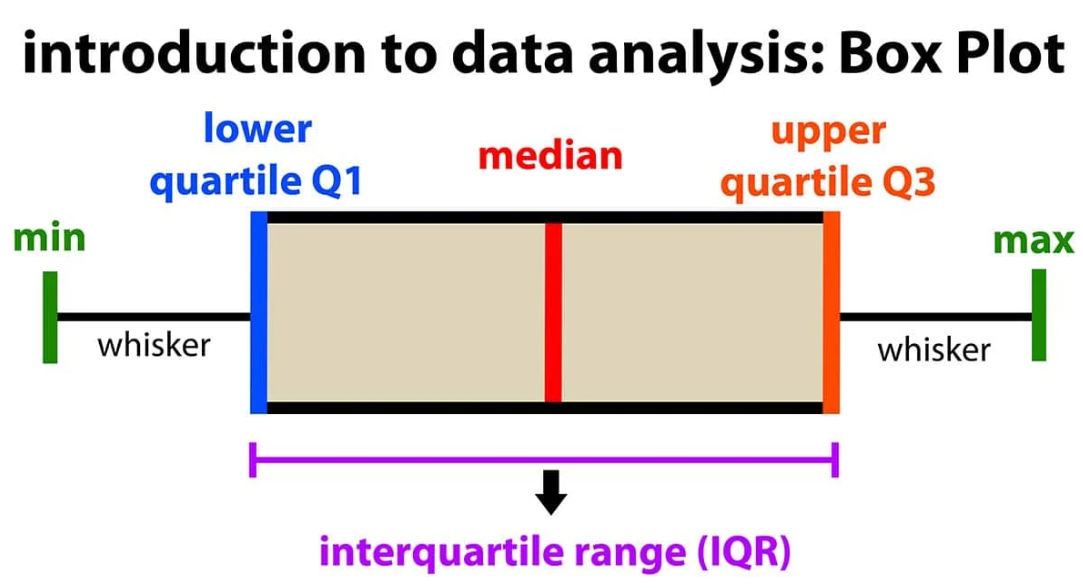 introduction to data analysis: Box Plot
lower
quartile Q1
median
upper
quartile Q3
min
max
whisker
whisker
interquartile range (IQR)